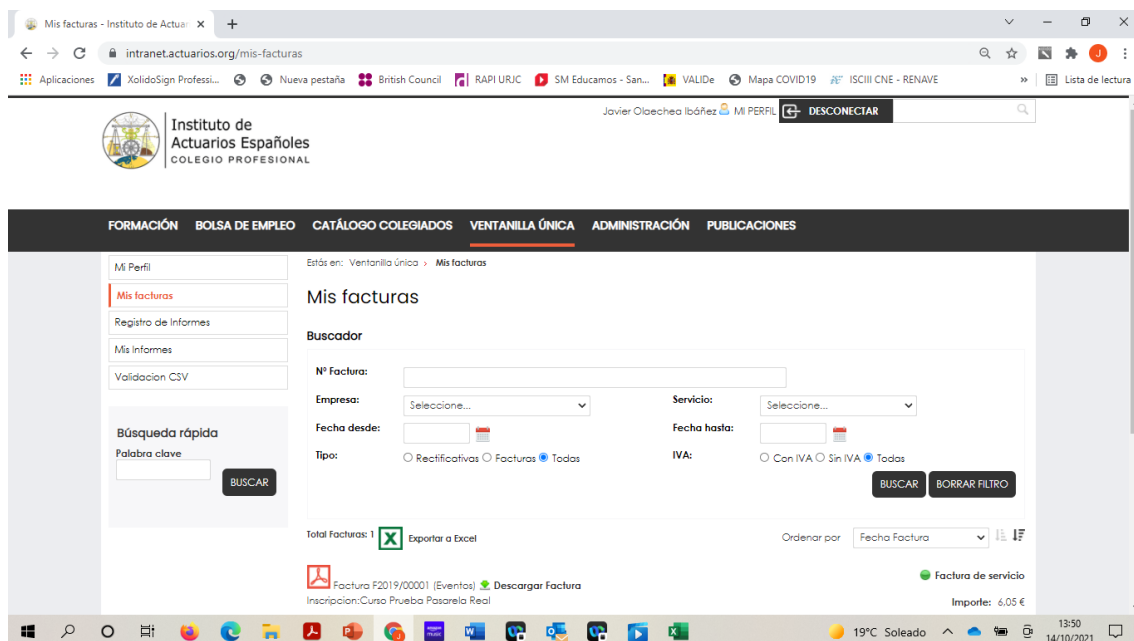 Mis facturas - Instituto de Actuar
intranet.actuarios.org/mis-facturas
Aplicaciones XolidoSign Professi... Nueva pestaña British Council RAPI URJC SM Educamos - San... VALIDe Mapa COVID19 ISCIII CNE - RENAVE » Lista de lectura
Javier Olaechea Ibáñez MI PERFIL DESCONECTAR
Instituto de
Actuarios Españoles
COLEGIO PROFESIONAL
FORMACIÓN BOLSA DE EMPLEO CATÁLOGO COLEGIADOS VENTANILLA ÚNICA ADMINISTRACIÓN PUBLICACIONES
Mi Perfil
Mis facturas
Registro de Informes
Mis Informes
Validacion CSV
Búsqueda rápida
Palabra clave
BUSCAR
Estás en: Ventanilla única › Mis facturas
Mis facturas
Buscador
Nº Factura:
Empresa: Seleccione... Servicio: Seleccione...
Fecha desde: Fecha hasta:
Tipo: Rectificativas Facturas Todas IVA: Con IVA Sin IVA Todas
BUSCAR BORRAR FILTRO
Total Facturas: 1 Exportar a Excel Ordenar por Fecha Factura
Factura F2019/00001 (Eventos) Descargar Factura Factura de servicio
Inscripcion:Curso Prueba Pasarela Real Importe: 6,05 €
19°C Soleado 13:50
14/10/2021